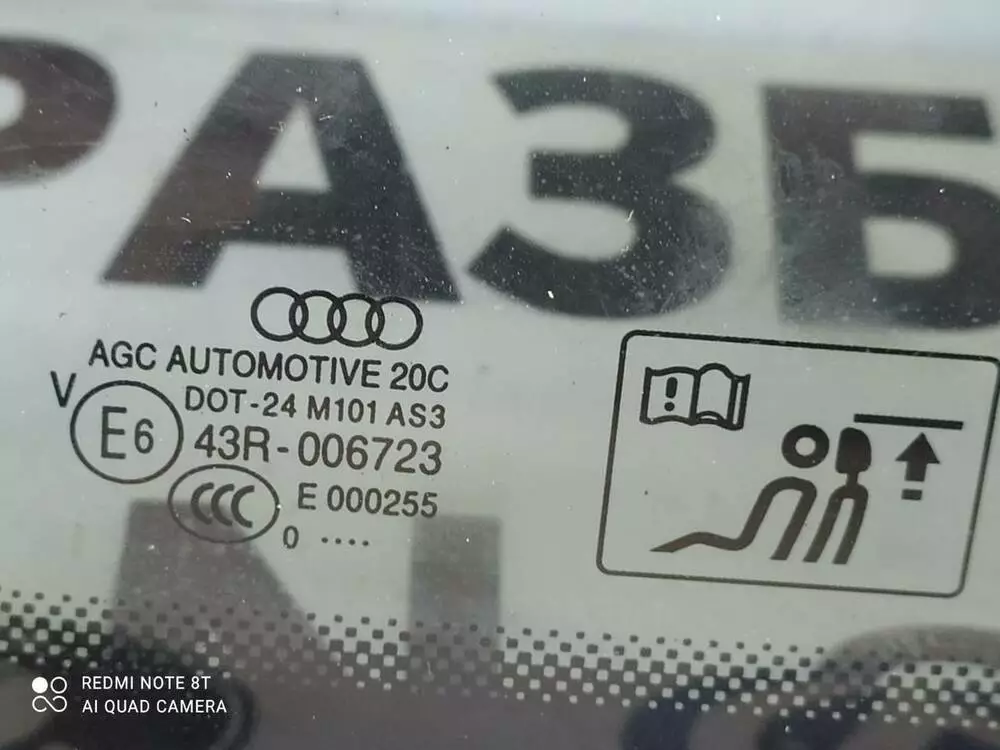 РАЗБ
AGC AUTOMOTIVE 20C
DOT-24 M101 AS3
V E6 43R-006723
CCC E 000255
0 ....
!
REDMI NOTE 8T
AI QUAD CAMERA